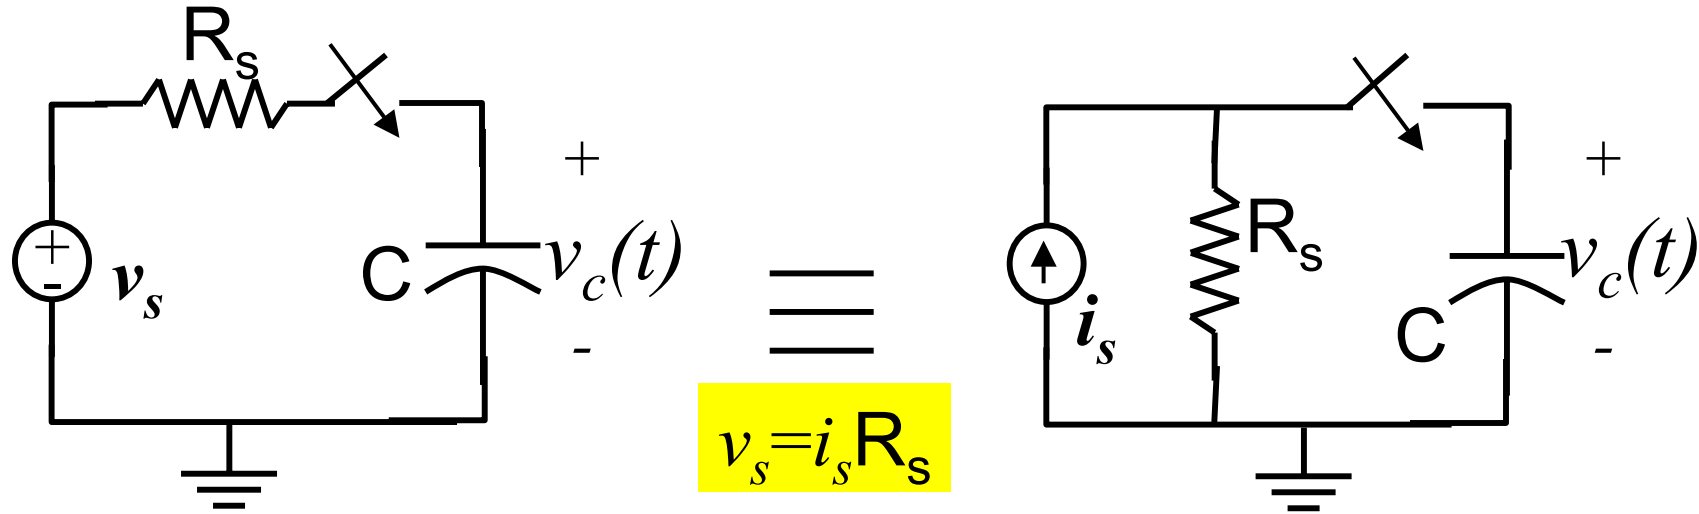 Rs
+
-
vs
C
+
vc(t)
-
vs=isRs
is
Rs
C
+
vc(t)
-